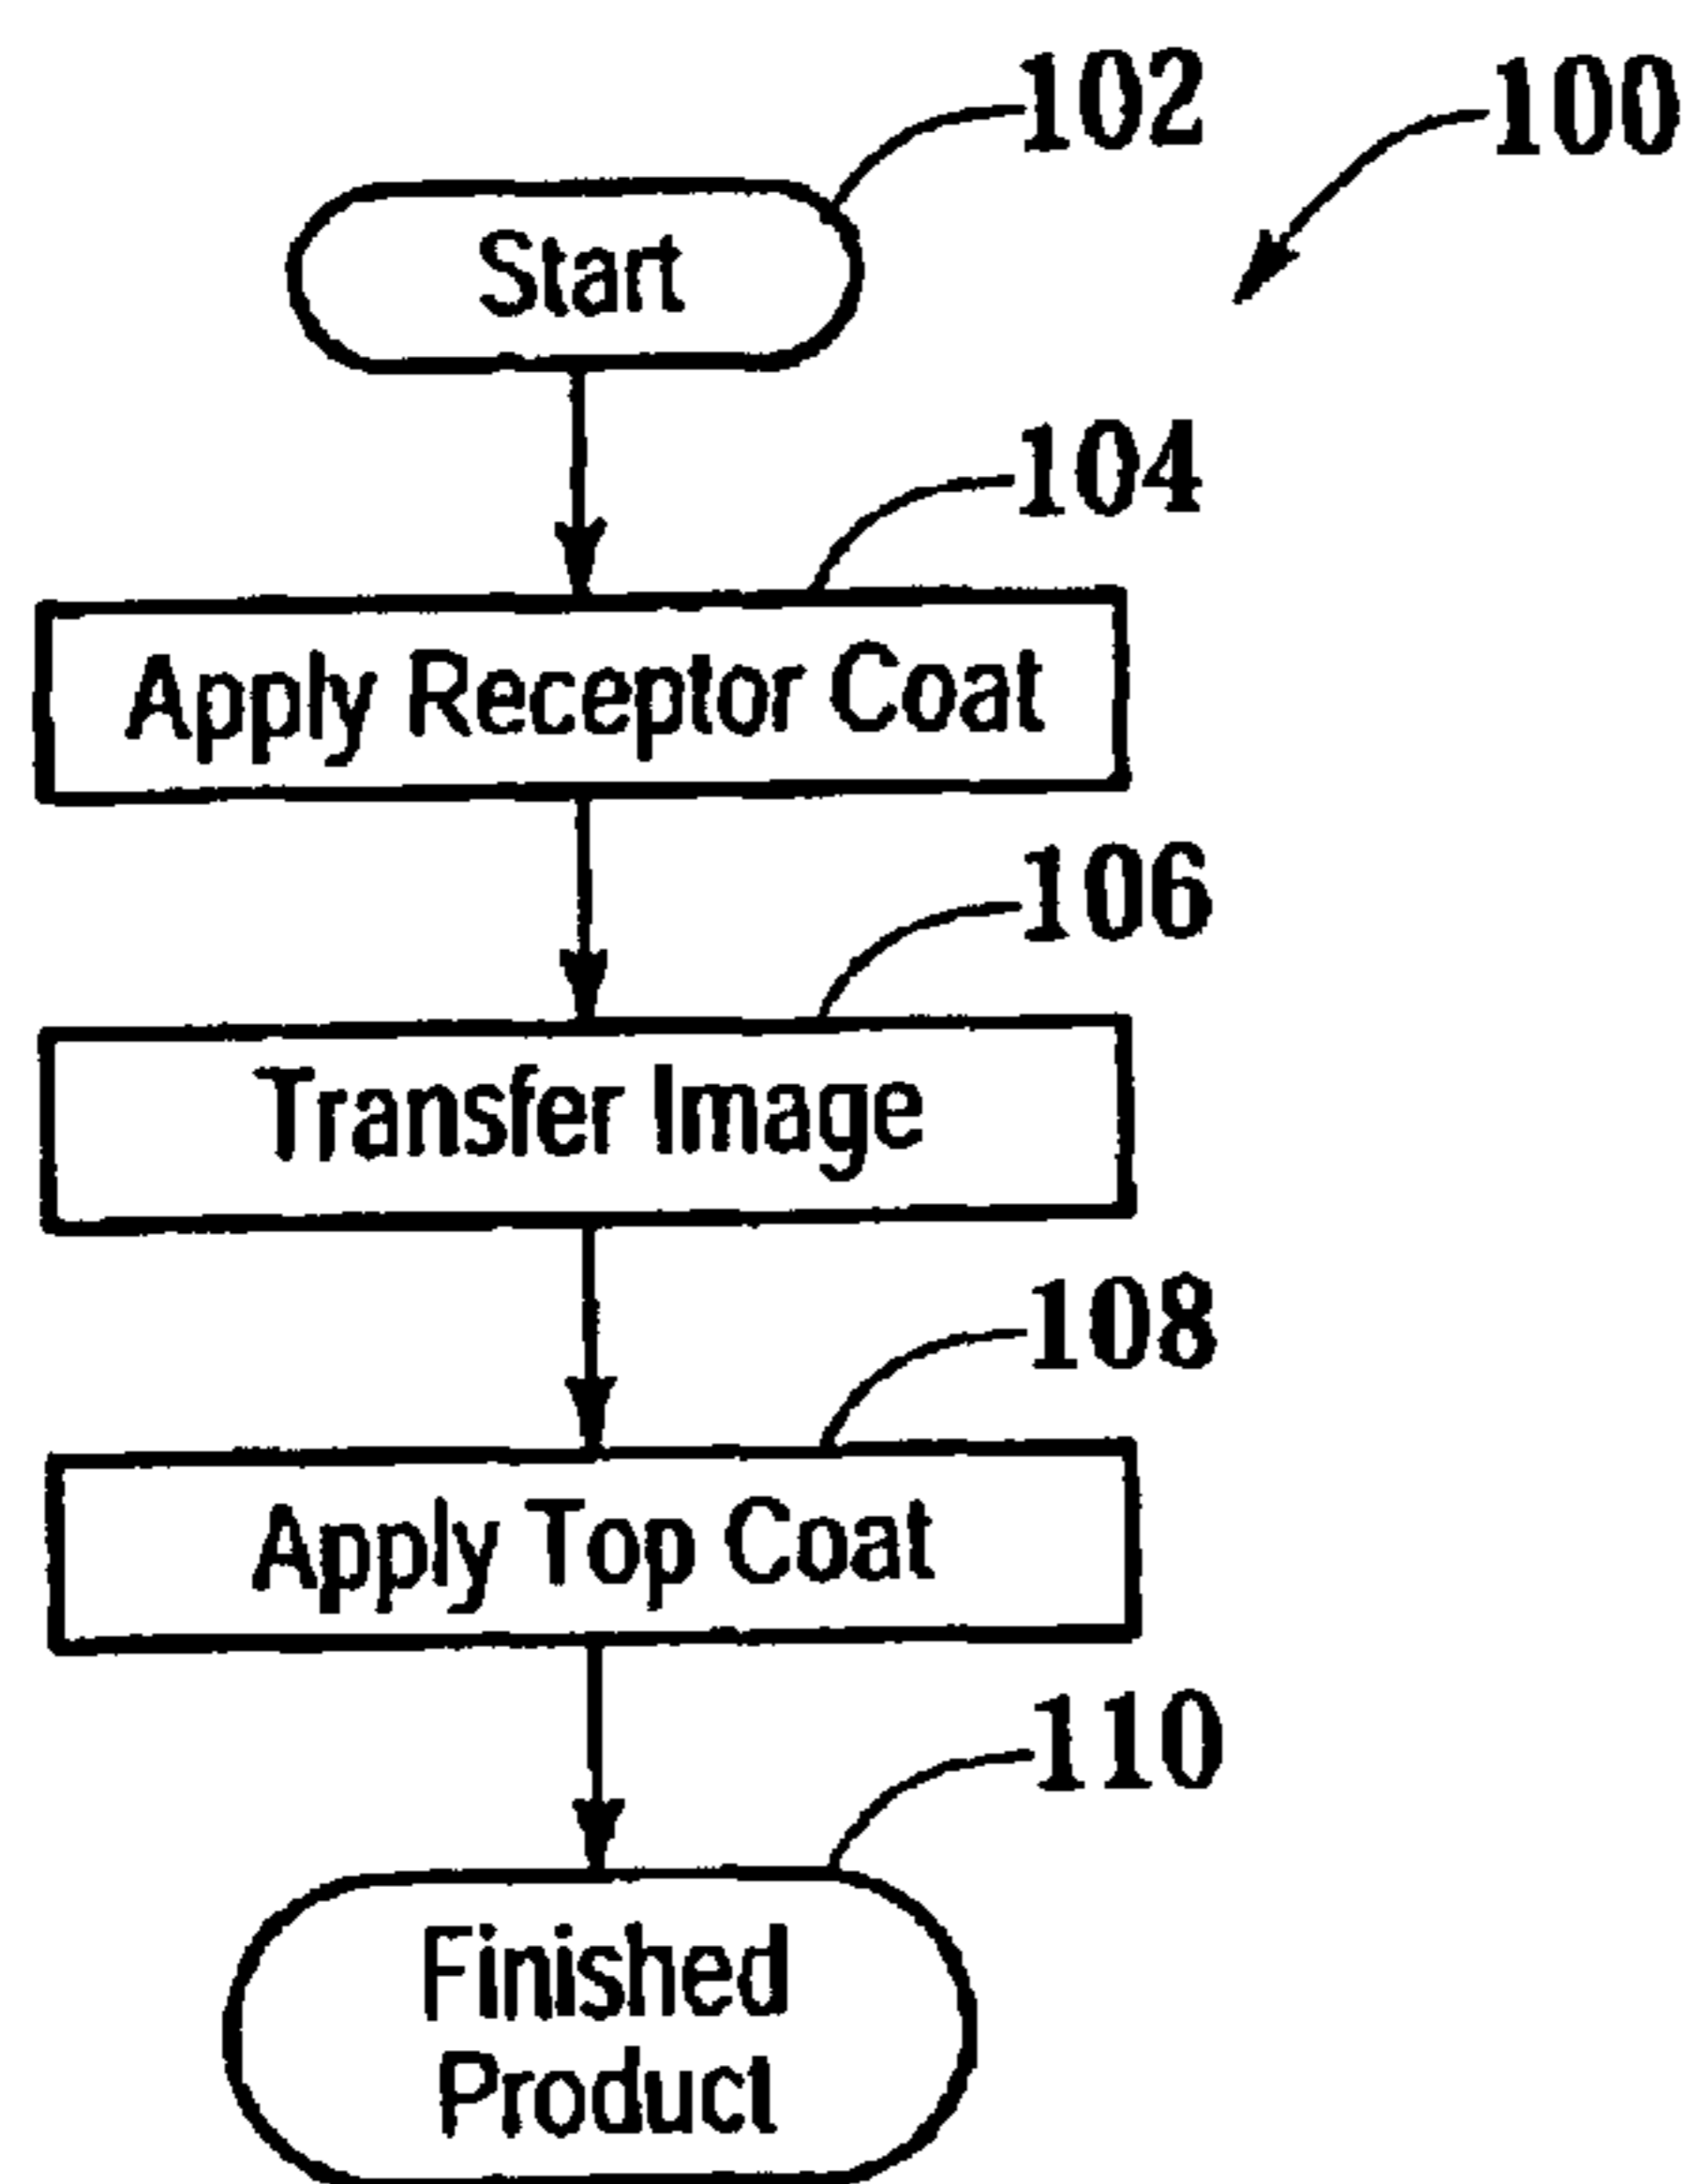 102
100
Start
104
Apply Receptor Coat
106
Transfer Image
108
Apply Top Coat
110
Finished
Product